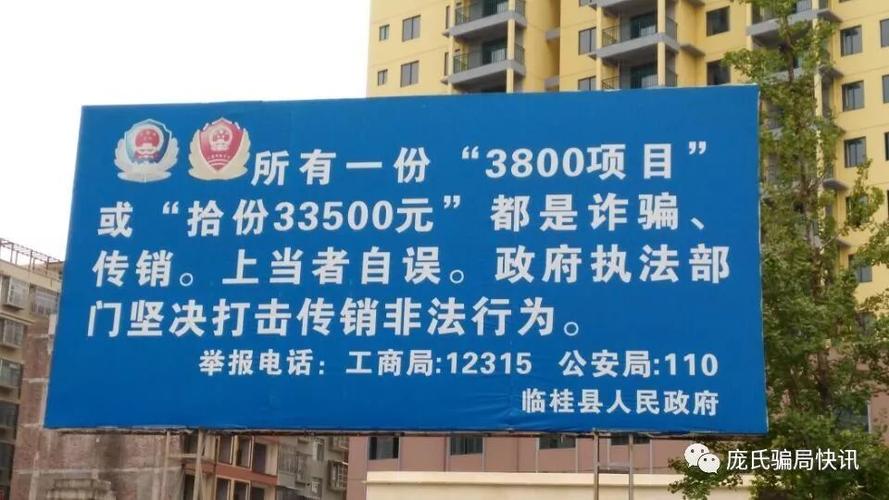 所有一份“3800项目”
或“拾份33500元”都是诈骗、
传销。上当者自误。政府执法部
门坚决打击传销非法行为。
举报电话：工商局:12315 公安局:110
临桂县人民政府
庞氏骗局快讯